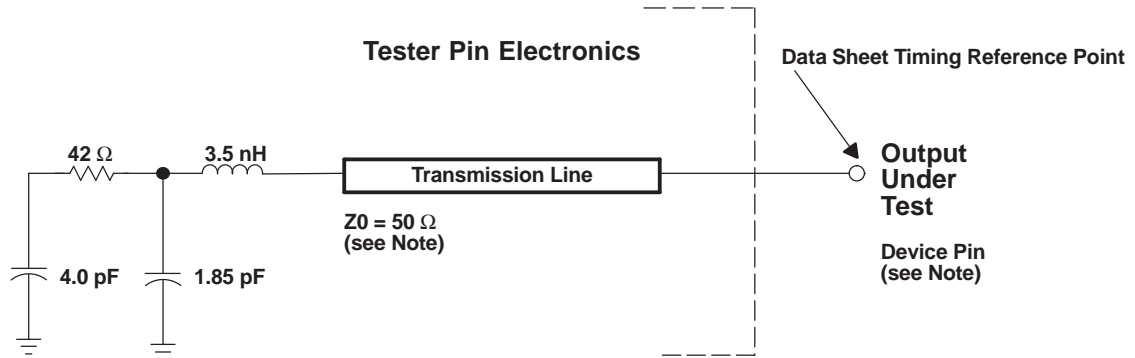 Tester Pin Electronics
Data Sheet Timing Reference Point
42 Ω
3.5 nH
Transmission Line
Output
Under
Test
Z0 = 50 Ω
(see Note)
Device Pin
(see Note)
4.0 pF
1.85 pF